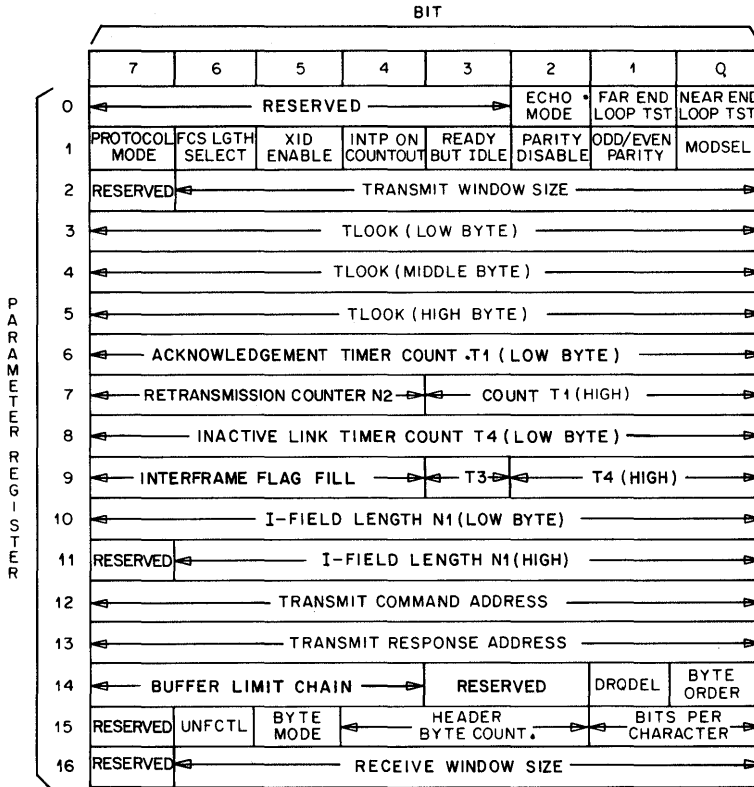 BIT
7 6 5 4 3 2 1 0
0 RESERVED ECHO MODE FAR END LOOP TST NEAR END LOOP TST
1 PROTOCOL MODE FCS LGTH SELECT XID ENABLE INTP ON COUNTOUT READY BUT IDLE PARITY DISABLE ODD/EVEN PARITY MODSEL
2 RESERVED TRANSMIT WINDOW SIZE
3 TLOOK (LOW BYTE)
4 TLOOK (MIDDLE BYTE)
5 TLOOK (HIGH BYTE)
6 ACKNOWLEDGEMENT TIMER COUNT .T1 (LOW BYTE)
7 RETRANSMISSION COUNTER N2 COUNT T1 (HIGH)
8 INACTIVE LINK TIMER COUNT T4 (LOW BYTE)
9 INTERFRAME FLAG FILL T3 T4 (HIGH)
10 I-FIELD LENGTH N1 (LOW BYTE)
11 RESERVED I-FIELD LENGTH N1 (HIGH)
12 TRANSMIT COMMAND ADDRESS
13 TRANSMIT RESPONSE ADDRESS
14 BUFFER LIMIT CHAIN RESERVED DRQDEL BYTE ORDER
15 RESERVED UNFCTL BYTE MODE HEADER BYTE COUNT. BITS PER CHARACTER
16 RESERVED RECEIVE WINDOW SIZE
PARAMETER REGISTER